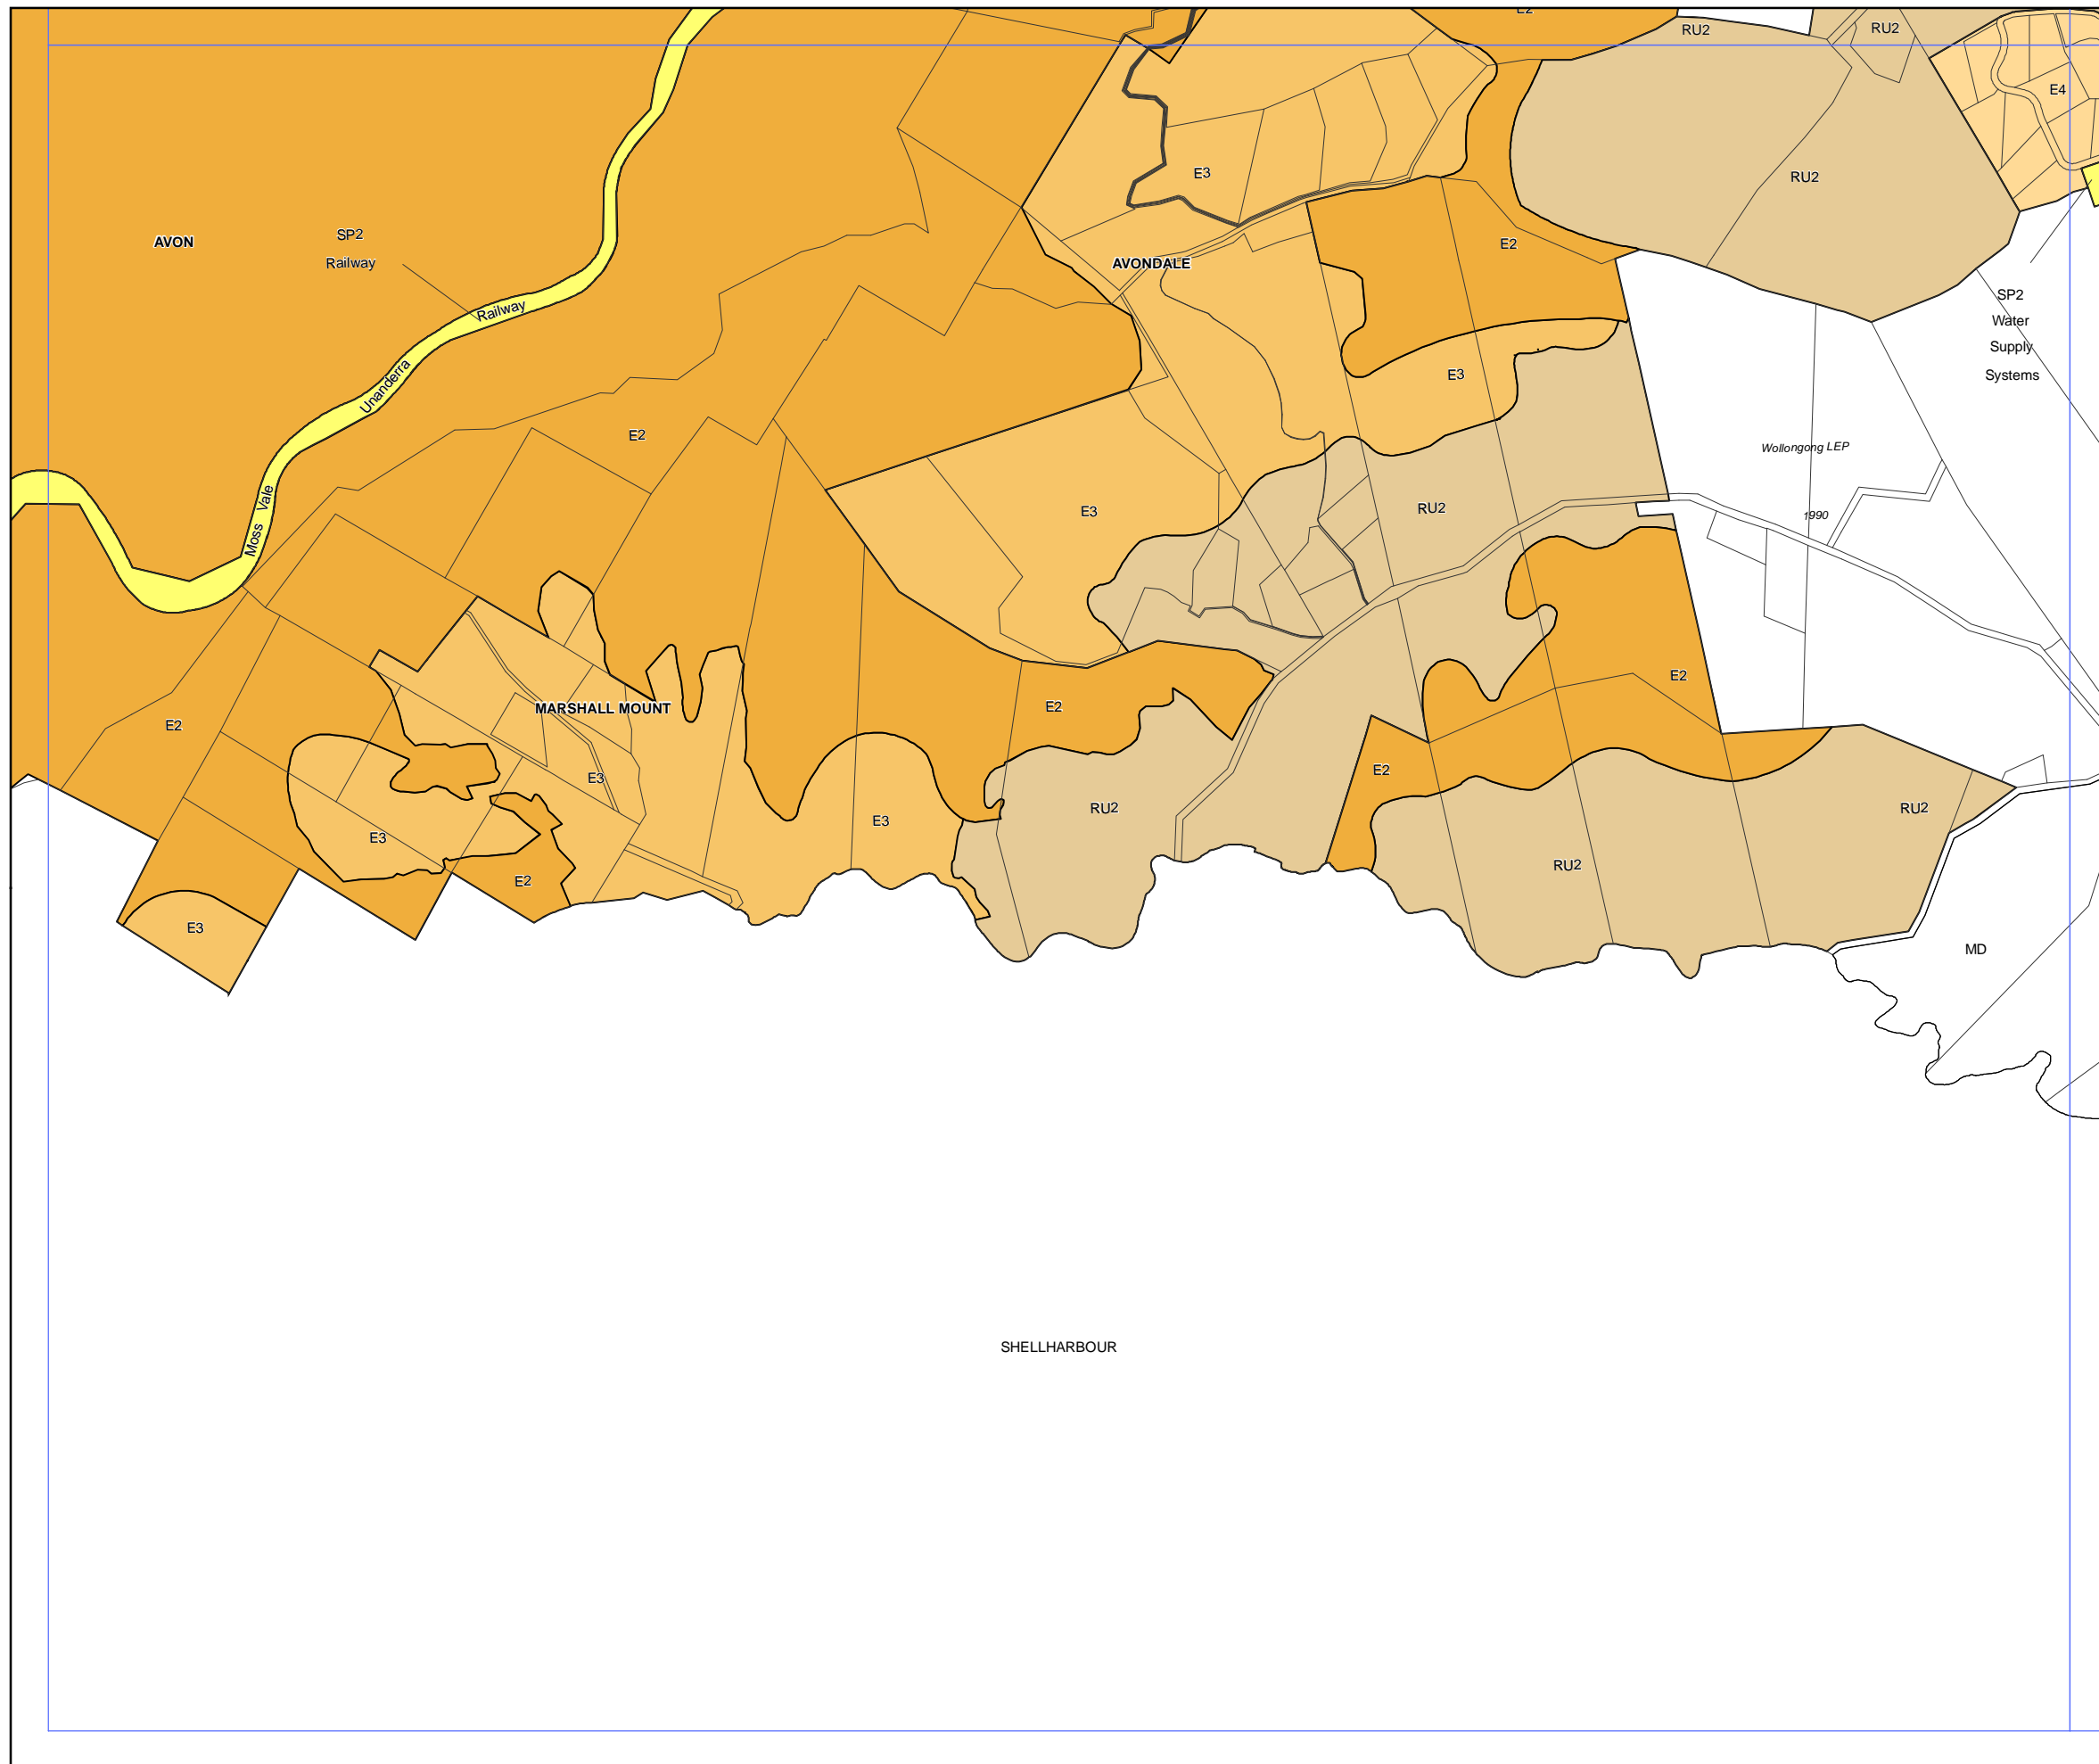 E2
RU2
RU2
E4
E3
RU2
AVON
SP2
Railway
E2
AVONDALE
SP2
Water
Supply
Systems
Railway
Unanderra
E3
E2
Wollongong LEP
Moss Vale
E3
RU2
1990
E2
E2
MARSHALL MOUNT
E2
E3
E2
E3
RU2
RU2
E3
RU2
E2
E3
MD
SHELLHARBOUR